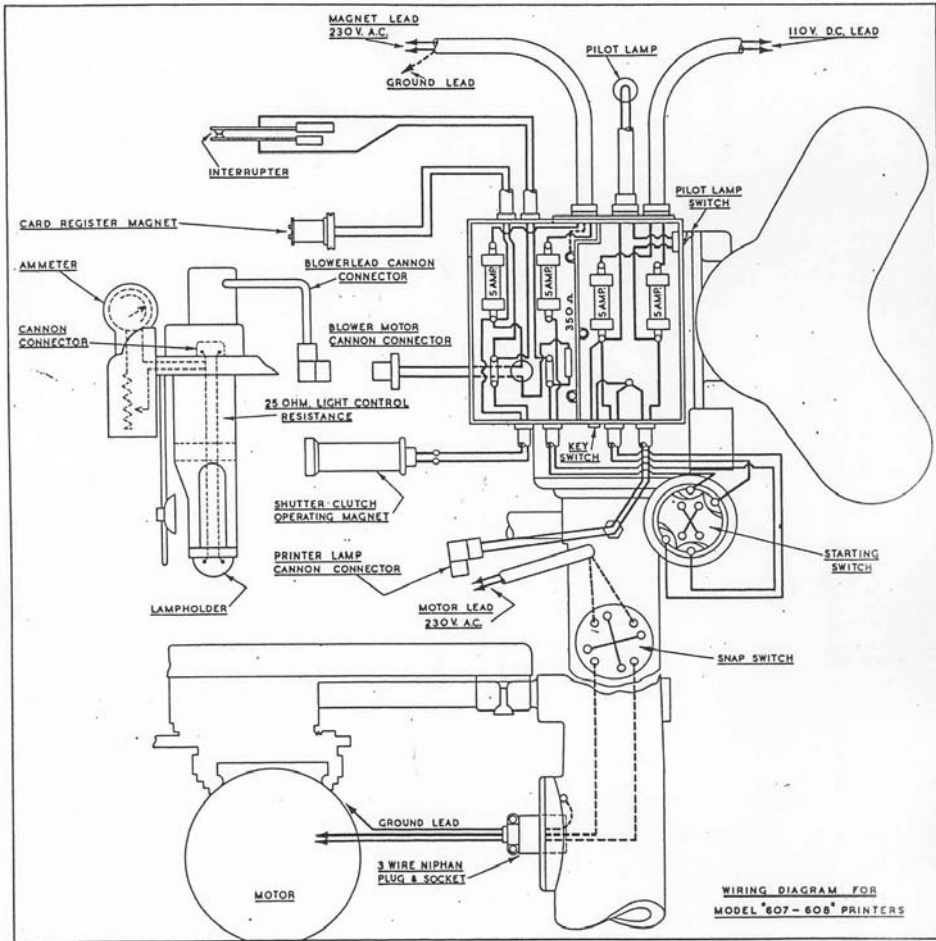 MAGNET LEAD
230 V. A.C.
110 V. D.C. LEAD
PILOT LAMP
GROUND LEAD
INTERRUPTER
PILOT LAMP
SWITCH
CARD REGISTER MAGNET
AMMETER
BLOWERLEAD CANNON
CONNECTOR
5 AMP.
5 AMP.
5 AMP.
5 AMP.
350 Ω
CANNON
CONNECTOR
BLOWER MOTOR
CANNON CONNECTOR
25 OHM. LIGHT CONTROL
RESISTANCE
KEY
SWITCH
SHUTTER-CLUTCH
OPERATING MAGNET
STARTING
SWITCH
PRINTER LAMP
CANNON CONNECTOR
LAMPHOLDER
MOTOR LEAD
230 V. A.C.
SNAP SWITCH
GROUND LEAD
3 WIRE NIPHAN
PLUG & SOCKET
MOTOR
WIRING DIAGRAM FOR
MODEL "607-608" PRINTERS